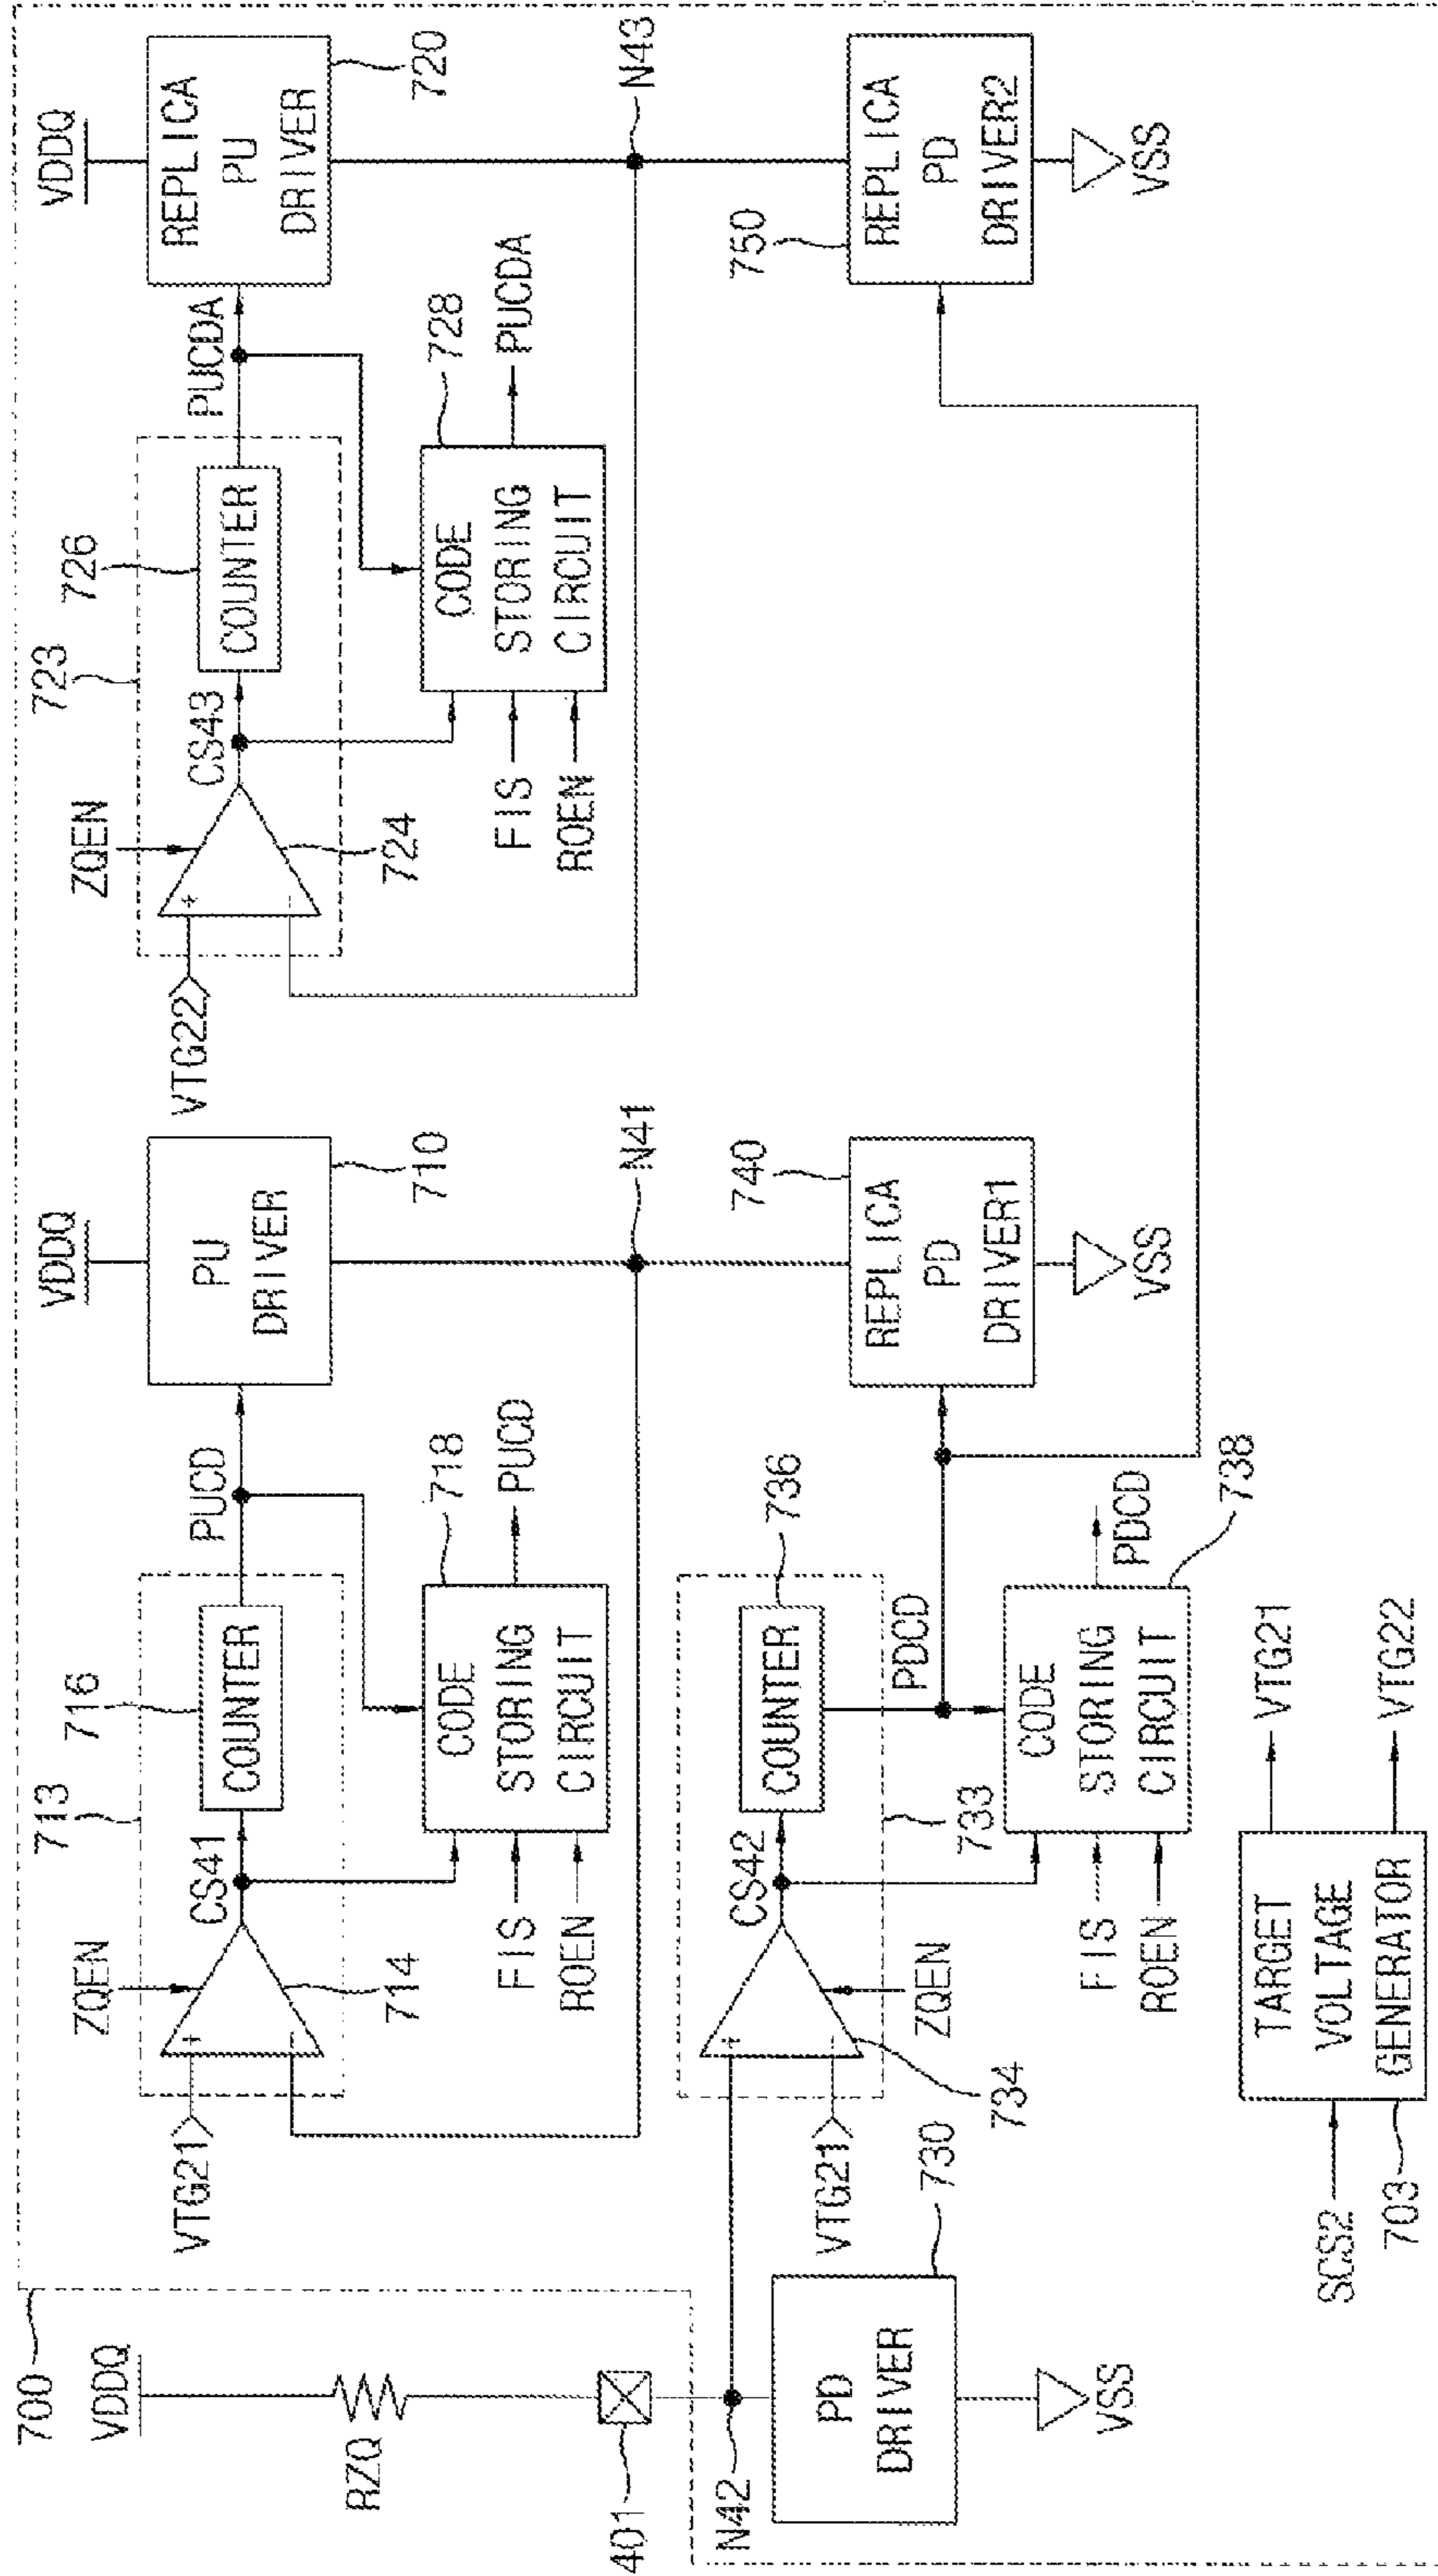 700
VDDQ
RZQ
401
N42
PD
DRIVER
730
VSS
713
716
ZQEN
VTG21
+
-
714
CS41
COUNTER
PUCD
VDDQ
PU
DRIVER
710
FIS
ROEN
CODE
STORING
CIRCUIT
718
PUCD
N41
VTG21
+
-
734
ZQEN
CS42
COUNTER
736
733
PDCD
FIS
ROEN
CODE
STORING
CIRCUIT
738
PDCD
REPLICA
PD
DRIVER1
740
VSS
SCS2
703
TARGET
VOLTAGE
GENERATOR
VTG21
VTG22
723
726
ZQEN
VTG22
+
-
724
CS43
COUNTER
PUCDA
VDDQ
REPLICA
PU
DRIVER
720
FIS
ROEN
CODE
STORING
CIRCUIT
728
PUCDA
N43
750
REPLICA
PD
DRIVER2
VSS